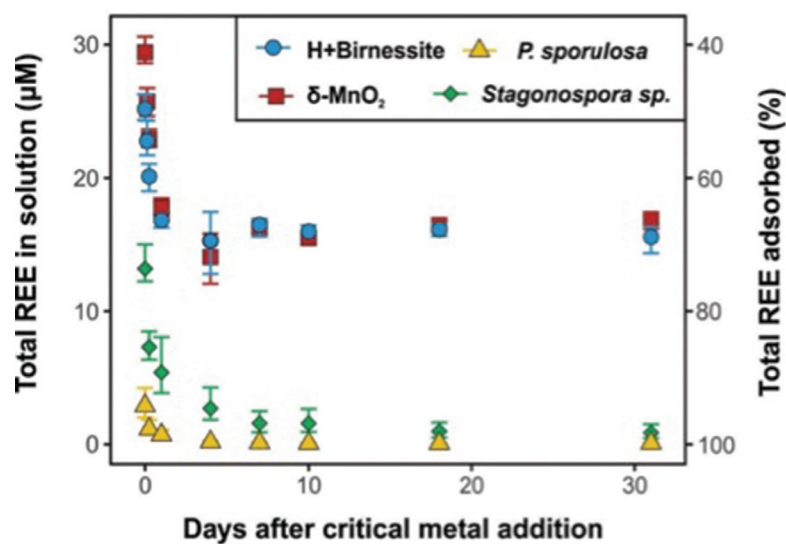 H+Birnessite
P. sporulosa
δ-MnO₂
Stagonospora sp.
Total REE in solution (μM)
30
20
10
0
Total REE adsorbed (%)
40
60
80
100
0
10
20
30
Days after critical metal addition